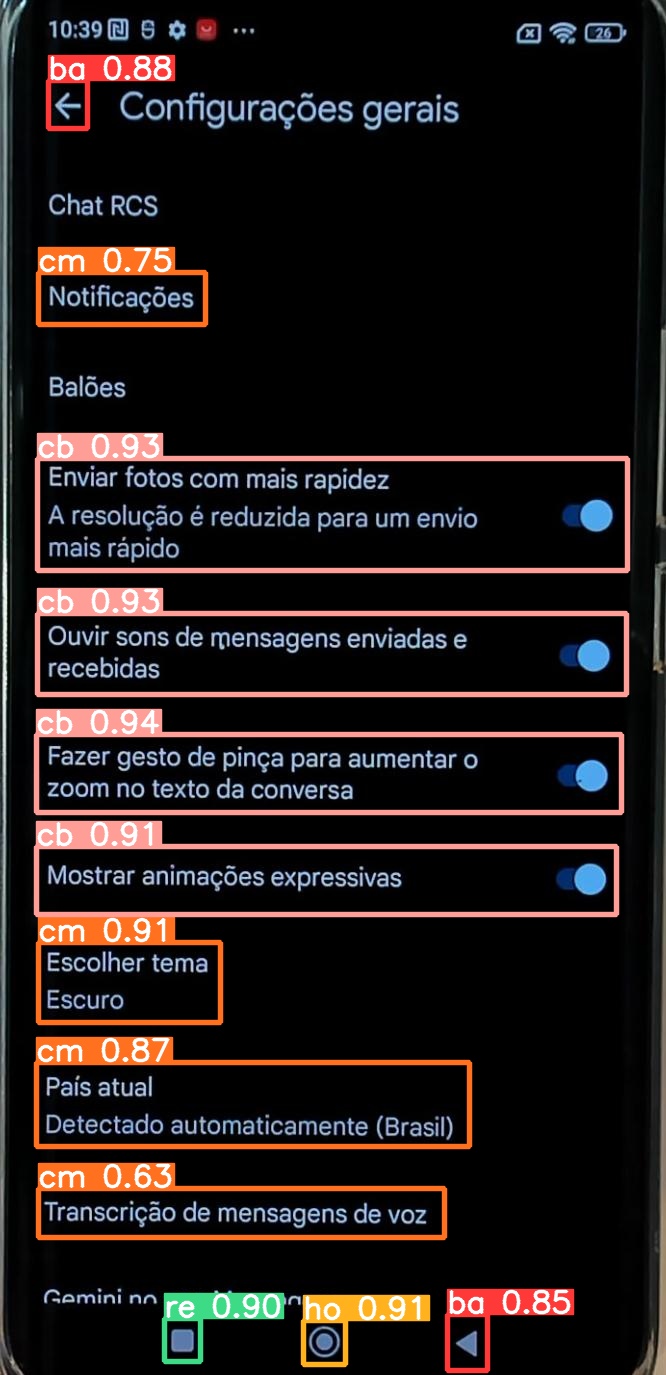 10:39 ... 26
ba 0.88
Configurações gerais
Chat RCS
cm 0.75
Notificações
Balões
cb 0.93
Enviar fotos com mais rapidez
A resolução é reduzida para um envio
mais rápido
cb 0.93
Ouvir sons de mensagens enviadas e
recebidas
cb 0.94
Fazer gesto de pinça para aumentar o
zoom no texto da conversa
cb 0.91
Mostrar animações expressivas
cm 0.91
Escolher tema
Escuro
cm 0.87
País atual
Detectado automaticamente (Brasil)
cm 0.63
Transcrição de mensagens de voz
Gemini no
re 0.90 ho 0.91 ba 0.85